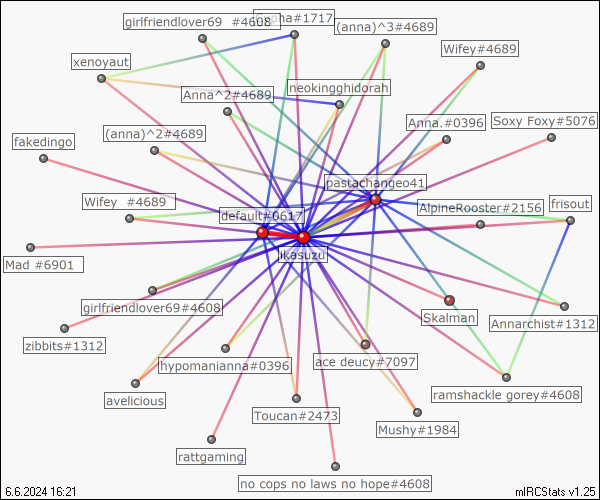 girlfriendlover69  #4608
#1717
(anna)^3#4689
Wifey#4689
xenoyaut
Anna^2#4689
neokingghidorah
fakedingo
(anna)^2#4689
Anna #0396
Soxy Foxy#5076
pastachangeo41
Wifey  #4689
default#0617
AlpineRooster#2156
frisout
Mad #6901
ikasuzu
girlfriendlover69#4608
Skalman
Annarchist#1312
zibbits#1312
hypomanianna#0396
ace deucy#7097
ramshackle gorey#4608
avelicious
Toucan#2473
Mushy#1984
rattgaming
no cops no laws no hope#4608
6.6.2024 16:21
mIRCStats v1.25